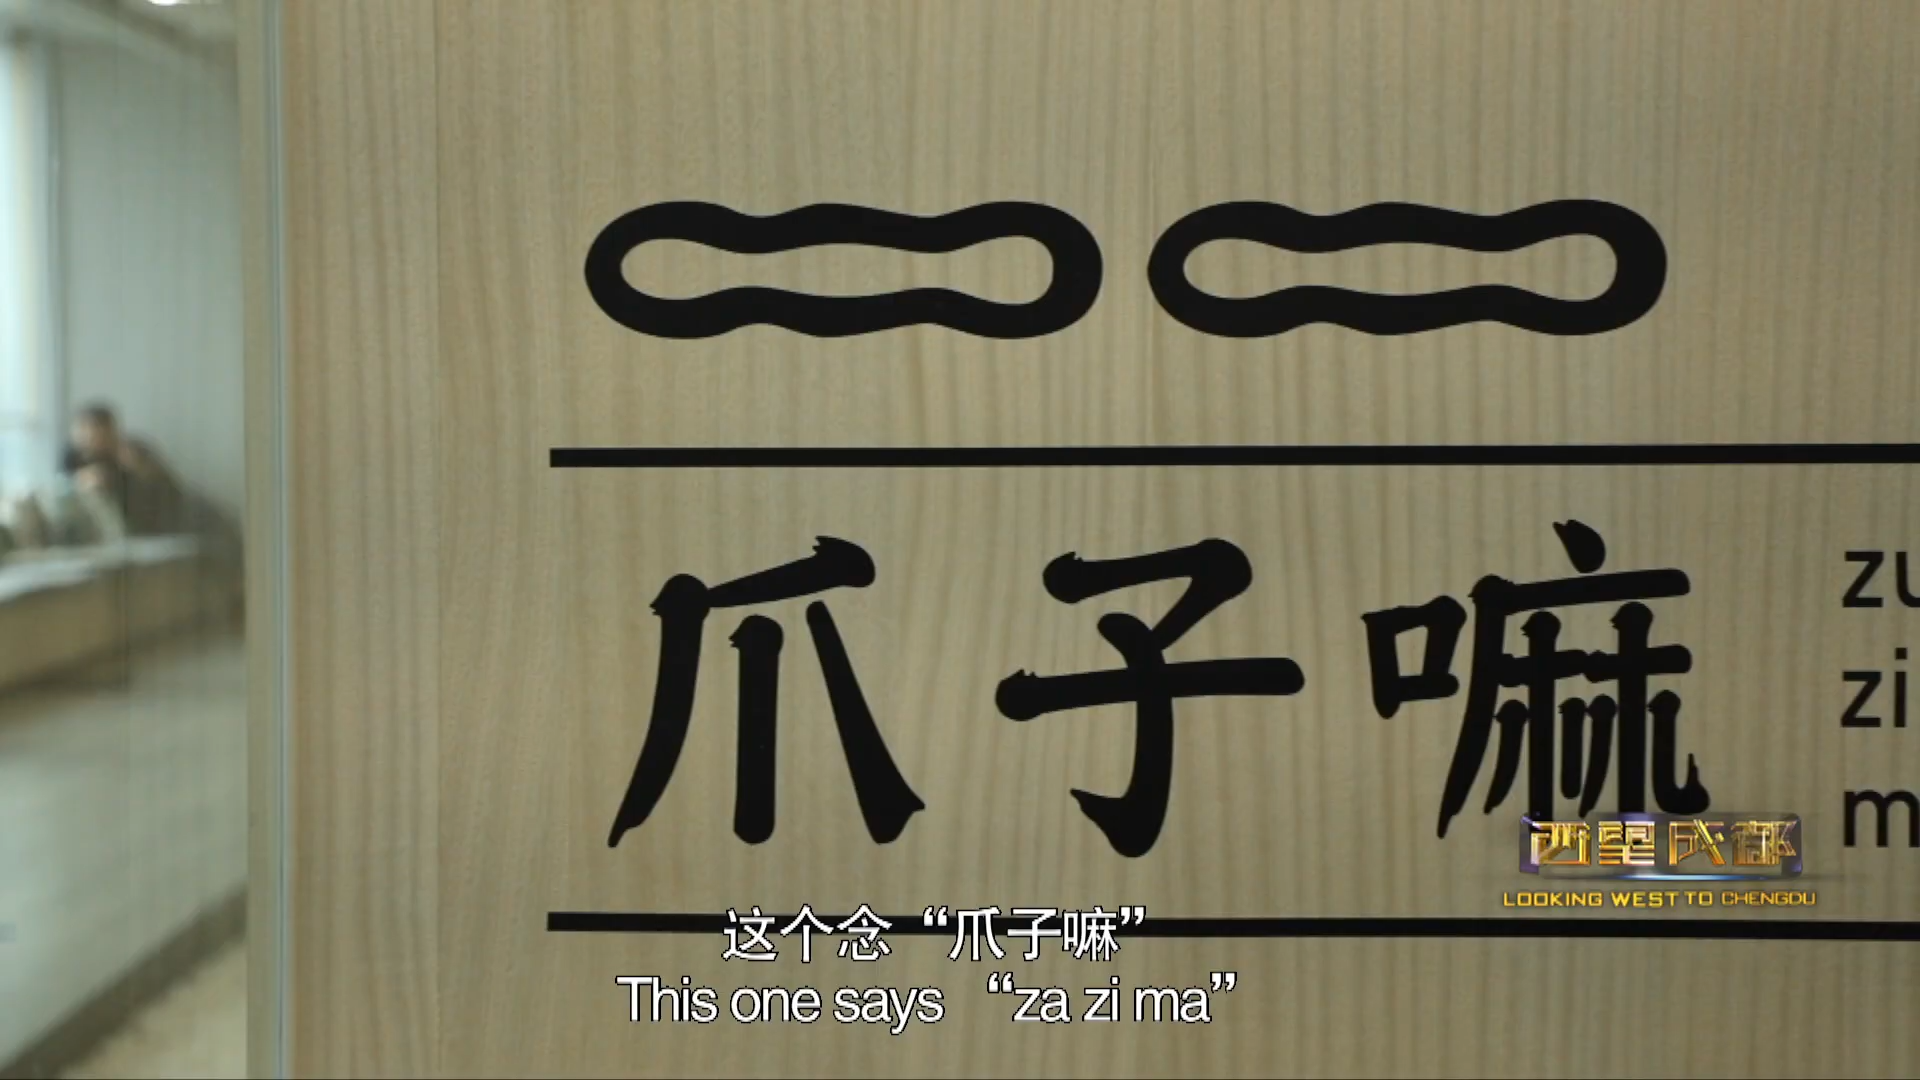 爪子嘛
zu
zi
m
西望成都
LOOKING WEST TO CHENGDU
这个念“爪子嘛”
This one says “za zi ma”